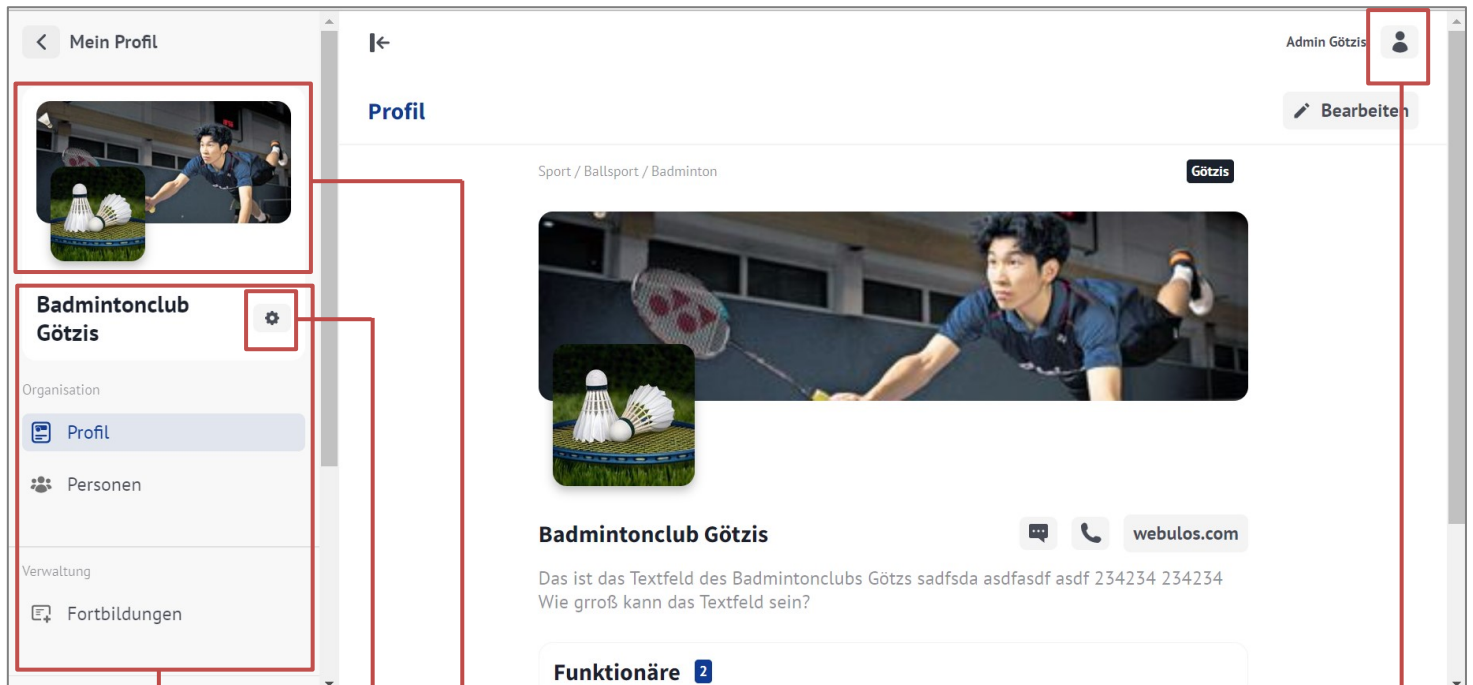 Mein Profil
Admin Götzis
Profil
Bearbeiten
Sport / Ballsport / Badminton
Götzis
Badmintonclub
Götzis
Organisation
Profil
Personen
Verwaltung
Fortbildungen
Badmintonclub Götzis
webulos.com
Das ist das Textfeld des Badmintonclubs Götzs sadfsda asdfasdf asdf 234234 234234
Wie grroß kann das Textfeld sein?
Funktionäre 2